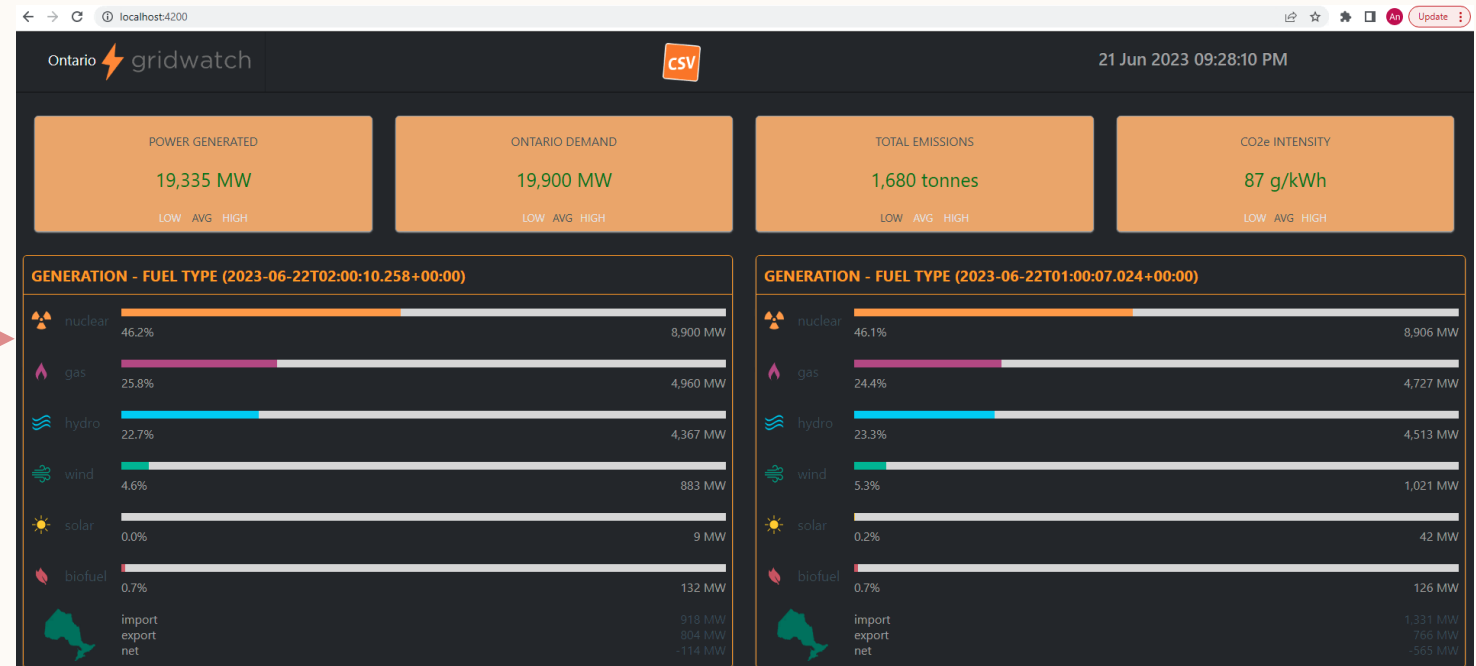 localhost:4200
An
Update
Ontario gridwatch
CSV
21 Jun 2023 09:28:10 PM
POWER GENERATED
19,335 MW
LOW AVG HIGH
ONTARIO DEMAND
19,900 MW
LOW AVG HIGH
TOTAL EMISSIONS
1,680 tonnes
LOW AVG HIGH
CO2e INTENSITY
87 g/kWh
LOW AVG HIGH
GENERATION - FUEL TYPE (2023-06-22T02:00:10.258+00:00)
nuclear
46.2% 8,900 MW
gas
25.8% 4,960 MW
hydro
22.7% 4,367 MW
wind
4.6% 883 MW
solar
0.0% 9 MW
biofuel
0.7% 132 MW
import 918 MW
export 804 MW
net -114 MW
GENERATION - FUEL TYPE (2023-06-22T01:00:07.024+00:00)
nuclear
46.1% 8,906 MW
gas
24.4% 4,727 MW
hydro
23.3% 4,513 MW
wind
5.3% 1,021 MW
solar
0.2% 42 MW
biofuel
0.7% 126 MW
import 1,331 MW
export 766 MW
net -565 MW